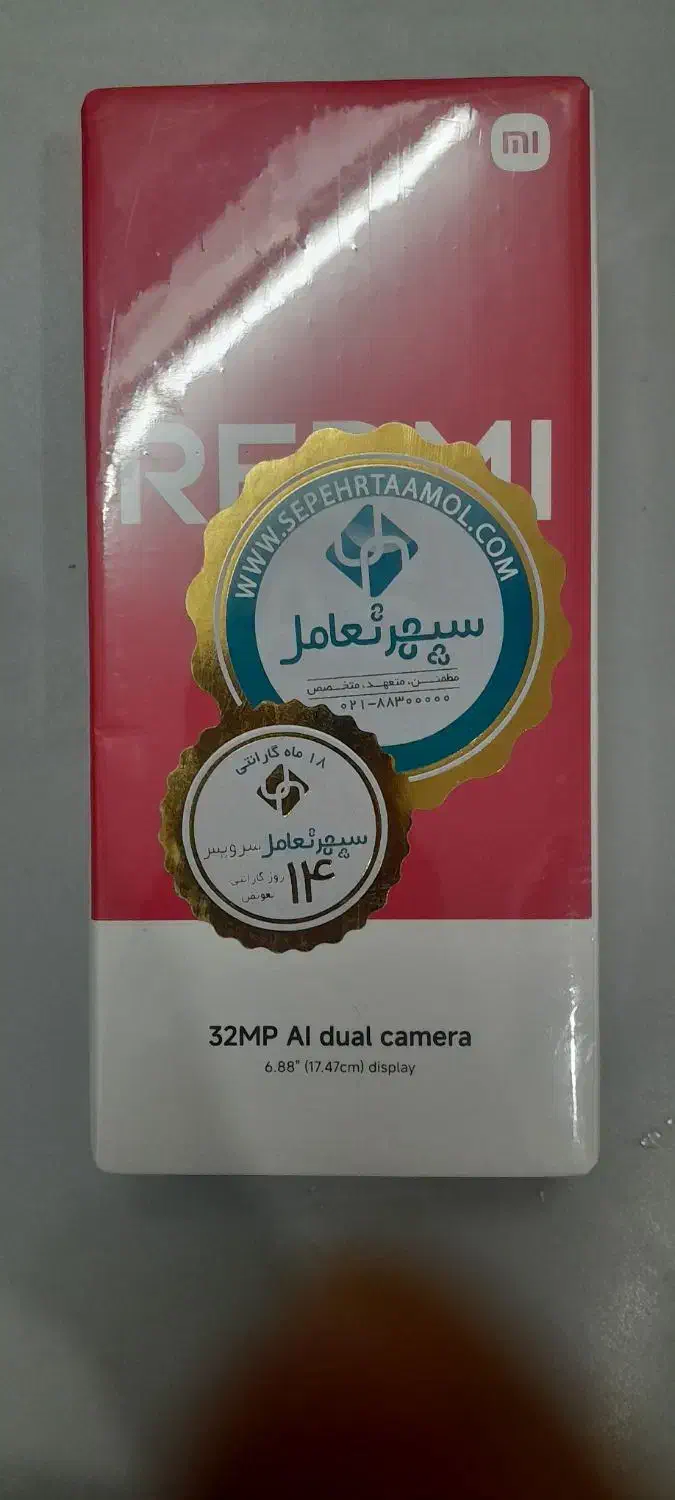 mi
REDMI
WWW.SEPEHRTAAMOL.COM
سپهرتعامل
مطمئن، متعهد، متخصص
۰۲۱-۸۸۳۰۰۰۰۰
۱۸ ماه گارانتی
سپهرتعامل سرویس
۱۴ روز گارانتی
تعویض
32MP AI dual camera
6.88" (17.47cm) display